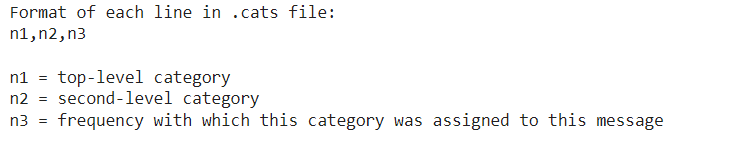 Format of each line in .cats file:
n1,n2,n3
n1 = top-level category
n2 = second-level category
n3 = frequency with which this category was assigned to this message